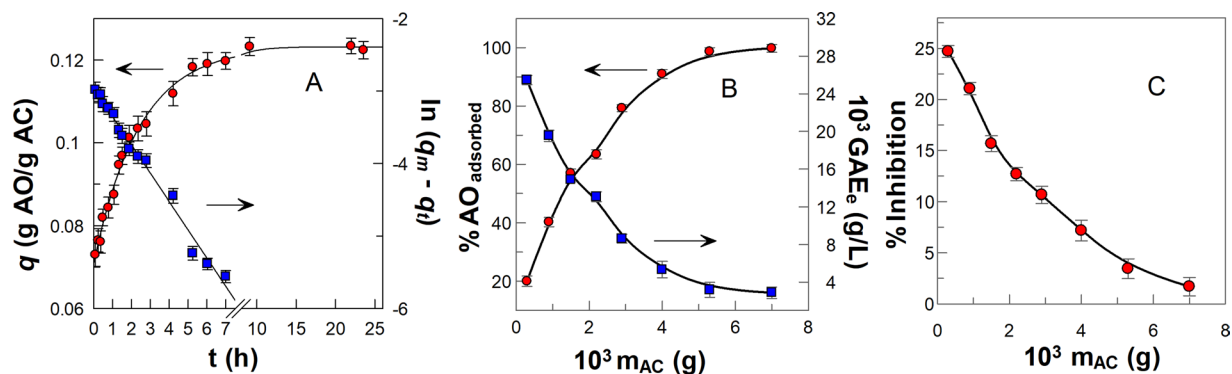 A
q (g AO/g AC)
0.12
0.1
0.08
0.06
0 1 2 3 4 5 6 7 10 15 20 25
t (h)
-2
-4
-6
ln (qm - qt)
B
% AO adsorbed
100
80
60
40
20
0 2 4 6 8
10³ mAC (g)
32
28
24
20
16
12
8
4
10³ GAEe (g/L)
C
% Inhibition
25
20
15
10
5
0
0 2 4 6 8
10³ mAC (g)